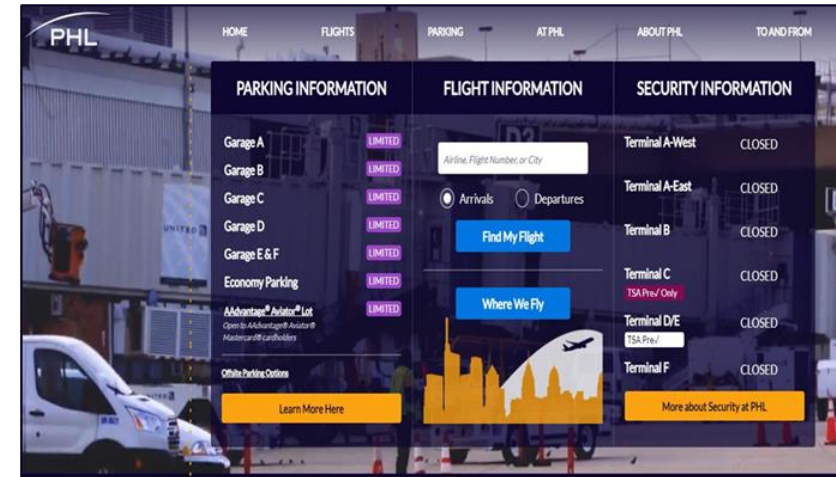 PHL
HOME FLIGHTS PARKING AT PHL ABOUT PHL TO AND FROM
PARKING INFORMATION
Garage A LIMITED
Garage B LIMITED
Garage C LIMITED
Garage D LIMITED
Garage E & F LIMITED
Economy Parking LIMITED
AAdvantage® Aviator® Lot LIMITED
Open to AAdvantage® Aviator®
Mastercard® cardholders
Offsite Parking Options
Learn More Here
FLIGHT INFORMATION
D3
Airline, Flight Number, or City
Arrivals Departures
Find My Flight
Where We Fly
SECURITY INFORMATION
Terminal A-West CLOSED
Terminal A-East CLOSED
Terminal B CLOSED
Terminal C CLOSED
TSA Pre✓ Only
Terminal D/E CLOSED
TSA Pre✓
Terminal F CLOSED
More about Security at PHL
UNITED